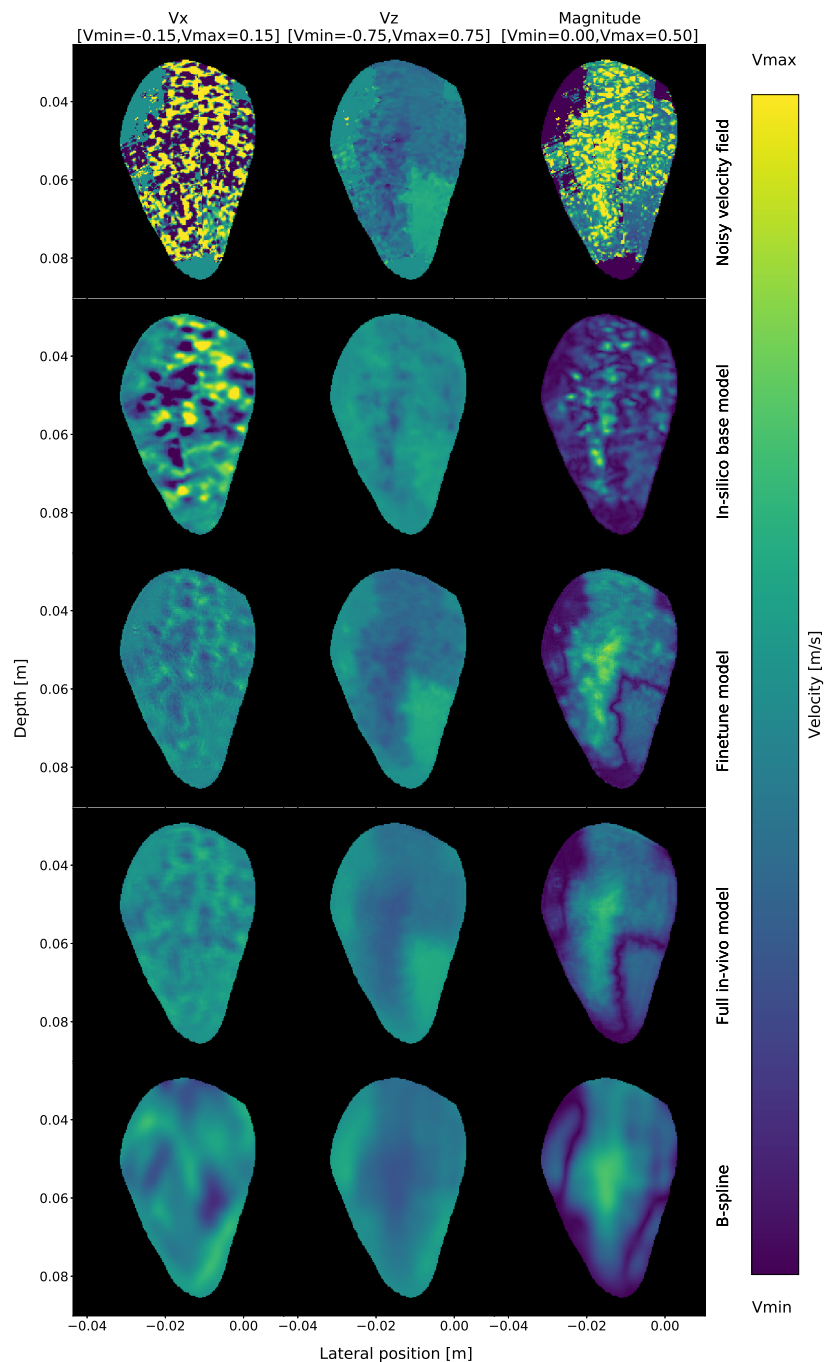 Vx
[Vmin=-0.15,Vmax=0.15]
Vz
[Vmin=-0.75,Vmax=0.75]
Magnitude
[Vmin=0.00,Vmax=0.50]
Vmax
0.04
0.06
0.08
Noisy velocity field
0.04
0.06
0.08
In-silico base model
0.04
0.06
0.08
Finetune model
Depth [m]
Velocity [m/s]
0.04
0.06
0.08
Full in-vivo model
0.04
0.06
0.08
B-spline
Vmin
−0.04
−0.02
0.00
−0.04
−0.02
0.00
−0.04
−0.02
0.00
Lateral position [m]